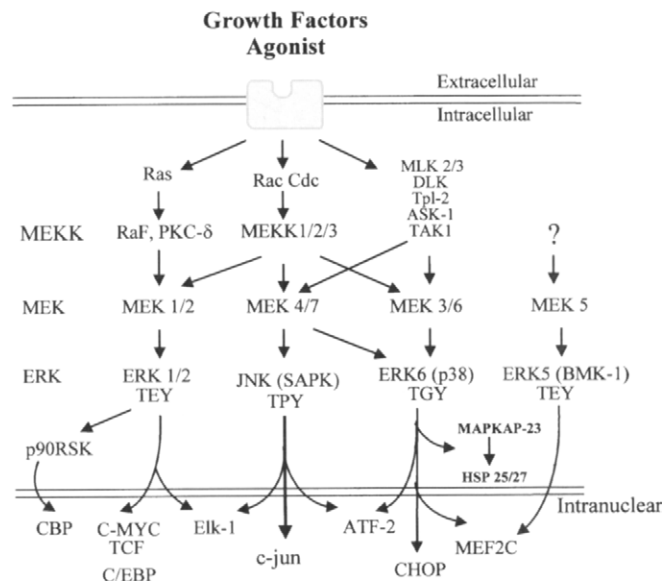 Growth Factors
Agonist
Extracellular
Intracellular
Ras
Rac Cdc
MLK 2/3
DLK
Tpl-2
ASK-1
TAK1
MEKK
RaF, PKC-δ
MEKK1/2/3
?
MEK
MEK 1/2
MEK 4/7
MEK 3/6
MEK 5
ERK
ERK 1/2
TEY
JNK (SAPK)
TPY
ERK6 (p38)
TGY
ERK5 (BMK-1)
TEY
p90RSK
MAPKAP-23
HSP 25/27
Intranuclear
CBP
C-MYC
TCF
C/EBP
Elk-1
c-jun
ATF-2
CHOP
MEF2C